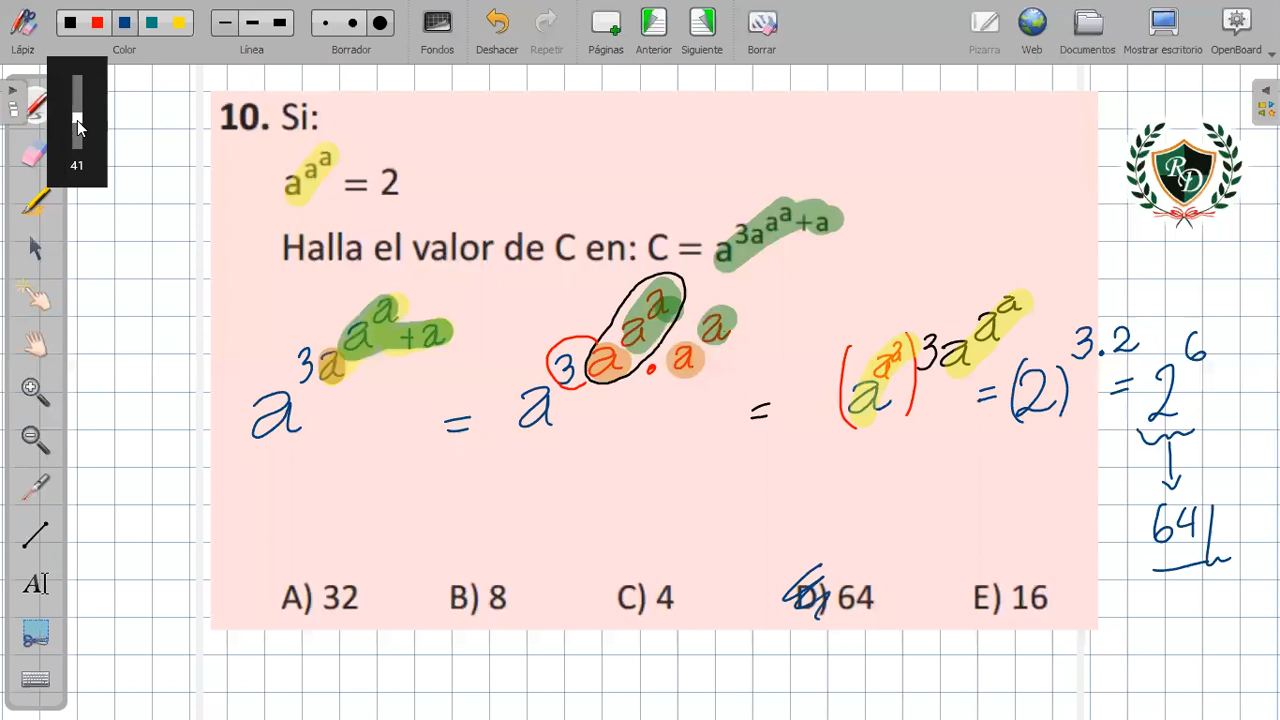 Lápiz Color Línea Borrador Fondos Deshacer Repetir Páginas Anterior Siguiente Borrar Pizarra Web Documentos Mostrar escritorio OpenBoard
41
10. Si:
a^{a^{a}} = 2
Halla el valor de C en: C = a^{3a^{a^{a}+a}}
a^{3a^{a^{a}+a}} = a^{3a^{a^{a}} . a^{a}} = (a^{a^{a}})^{3a^{a^{a}}} = (2)^{3.2} = 2^{6}
64
A) 32 B) 8 C) 4 D) 64 E) 16
RD
AI